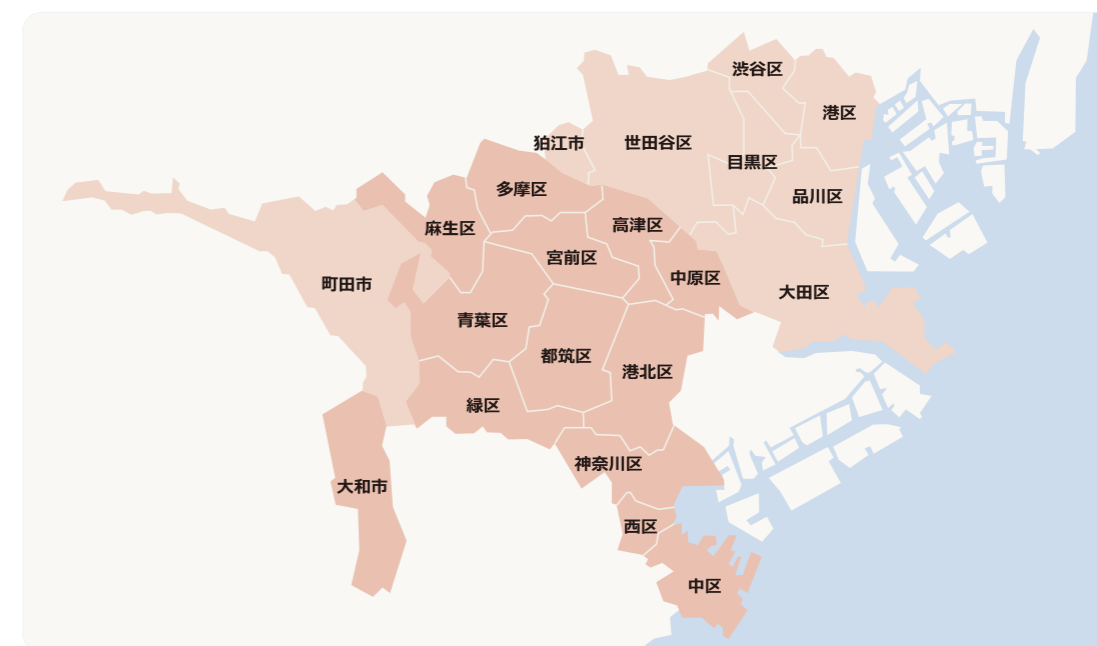 渋谷区
港区
狛江市
世田谷区
目黒区
多摩区
品川区
麻生区
高津区
宮前区
中原区
町田市
大田区
青葉区
都筑区
港北区
緑区
神奈川区
大和市
西区
中区